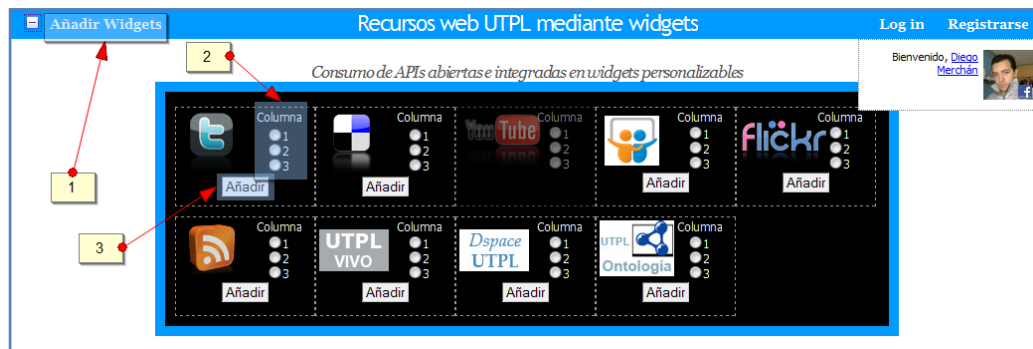 Añadir Widgets
Recursos web UTPL mediante widgets
Log in Registrarse
2
Bienvenido, Diego
Merchán
f
Consumo de APIs abiertas e integradas en widgets personalizables
Columna Columna Columna Columna Columna
t You Tube flickr
1 1 1 1 1
2 2 2 2 2
3 3 3 3 3
Añadir Añadir Añadir Añadir
1
3
Columna Columna Columna Columna
UTPL VIVO Dspace UTPL UTPL Ontologia
1 1 1 1
2 2 2 2
3 3 3 3
Añadir Añadir Añadir Añadir